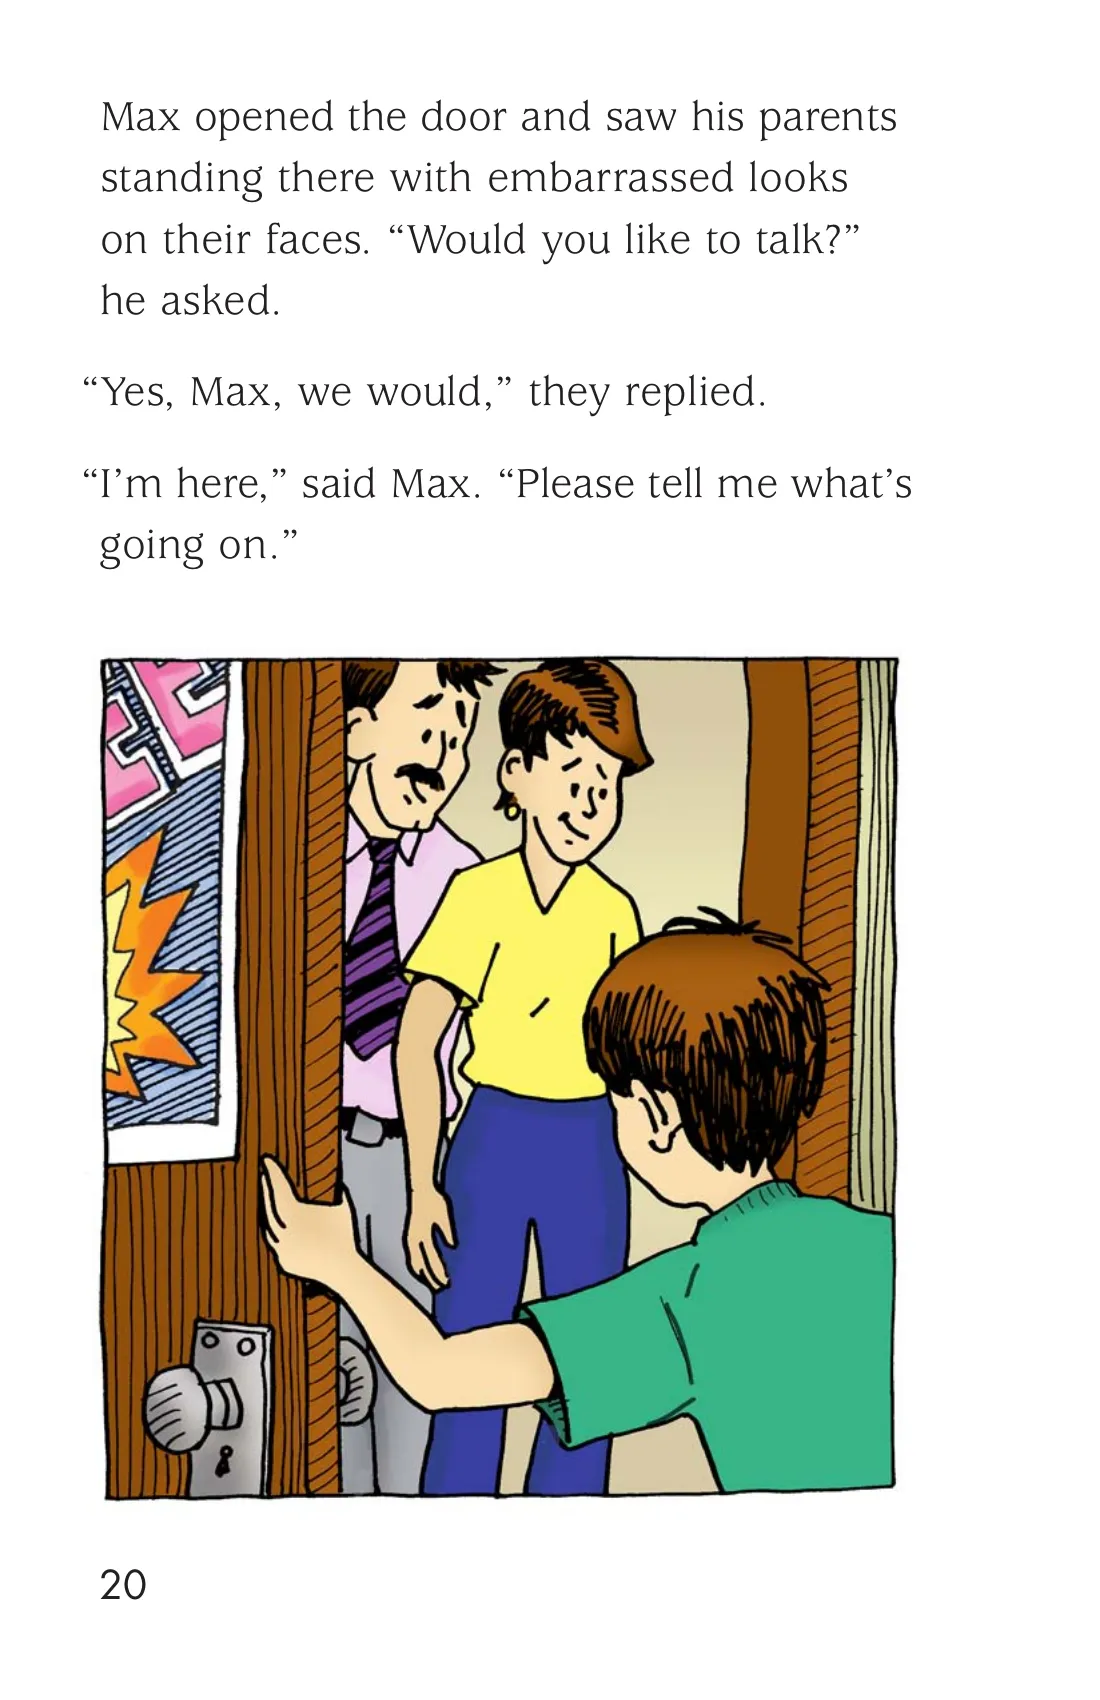 Max opened the door and saw his parents
standing there with embarrassed looks
on their faces. “Would you like to talk?”
he asked.
“Yes, Max, we would,” they replied.
“I’m here,” said Max. “Please tell me what’s
going on.”
20